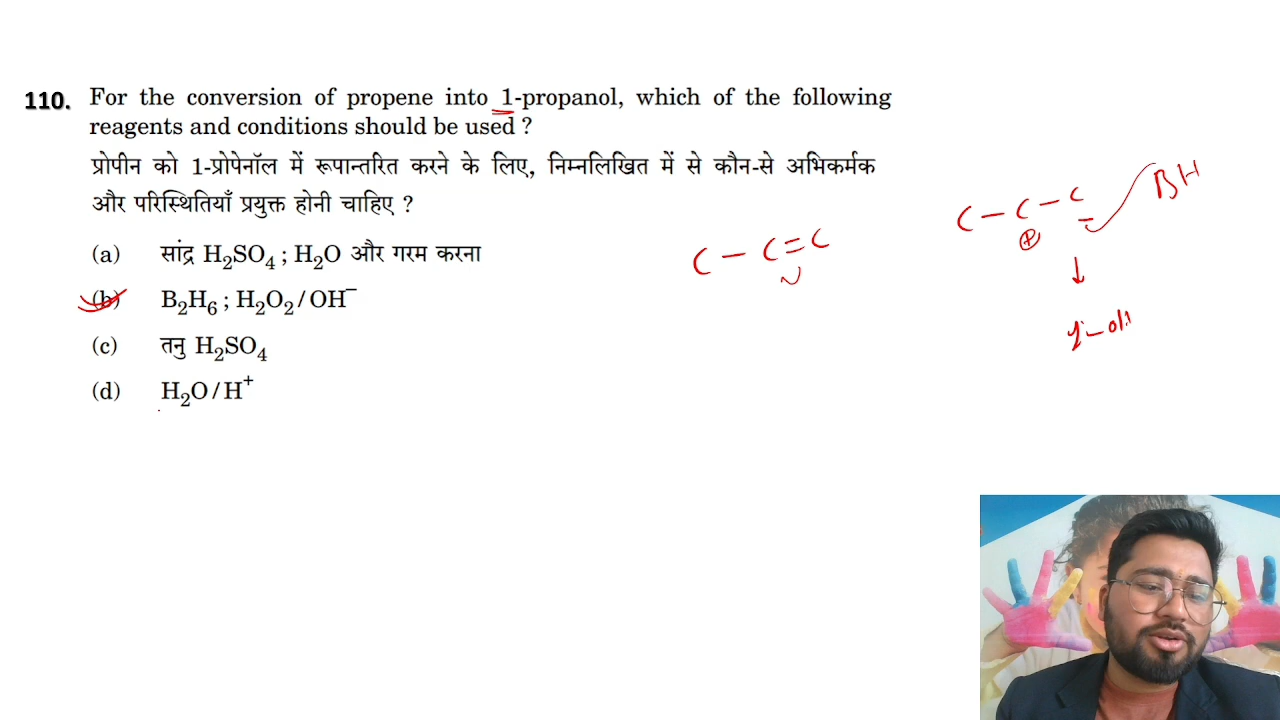 110. For the conversion of propene into 1-propanol, which of the following
reagents and conditions should be used ?
प्रोपीन को 1-प्रोपेनॉल में रूपान्तरित करने के लिए, निम्नलिखित में से कौन-से अभिकर्मक
और परिस्थितियाँ प्रयुक्त होनी चाहिए ?
(a) सांद्र H₂SO₄ ; H₂O और गरम करना
(b) B₂H₆ ; H₂O₂ / OH⁻
(c) तनु H₂SO₄
(d) H₂O / H⁺
C – C = C
C – C – C
⊕ –
BH
↓